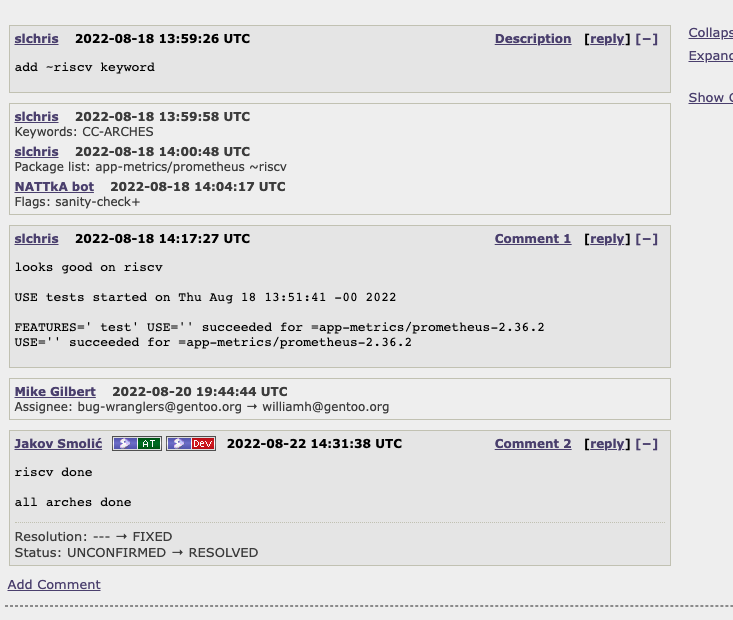 slchris 2022-08-18 13:59:26 UTC Description [reply] [−]
add ~riscv keyword
slchris 2022-08-18 13:59:58 UTC
Keywords: CC-ARCHES
slchris 2022-08-18 14:00:48 UTC
Package list: app-metrics/prometheus ~riscv
NATTkA bot 2022-08-18 14:04:17 UTC
Flags: sanity-check+
slchris 2022-08-18 14:17:27 UTC Comment 1 [reply] [−]
looks good on riscv
USE tests started on Thu Aug 18 13:51:41 -00 2022
FEATURES=' test' USE='' succeeded for =app-metrics/prometheus-2.36.2
USE='' succeeded for =app-metrics/prometheus-2.36.2
Mike Gilbert 2022-08-20 19:44:44 UTC
Assignee: bug-wranglers@gentoo.org → williamh@gentoo.org
Jakov Smolić AT Dev 2022-08-22 14:31:38 UTC Comment 2 [reply] [−]
riscv done
all arches done
Resolution: --- → FIXED
Status: UNCONFIRMED → RESOLVED
Add Comment
Collaps
Expand
Show